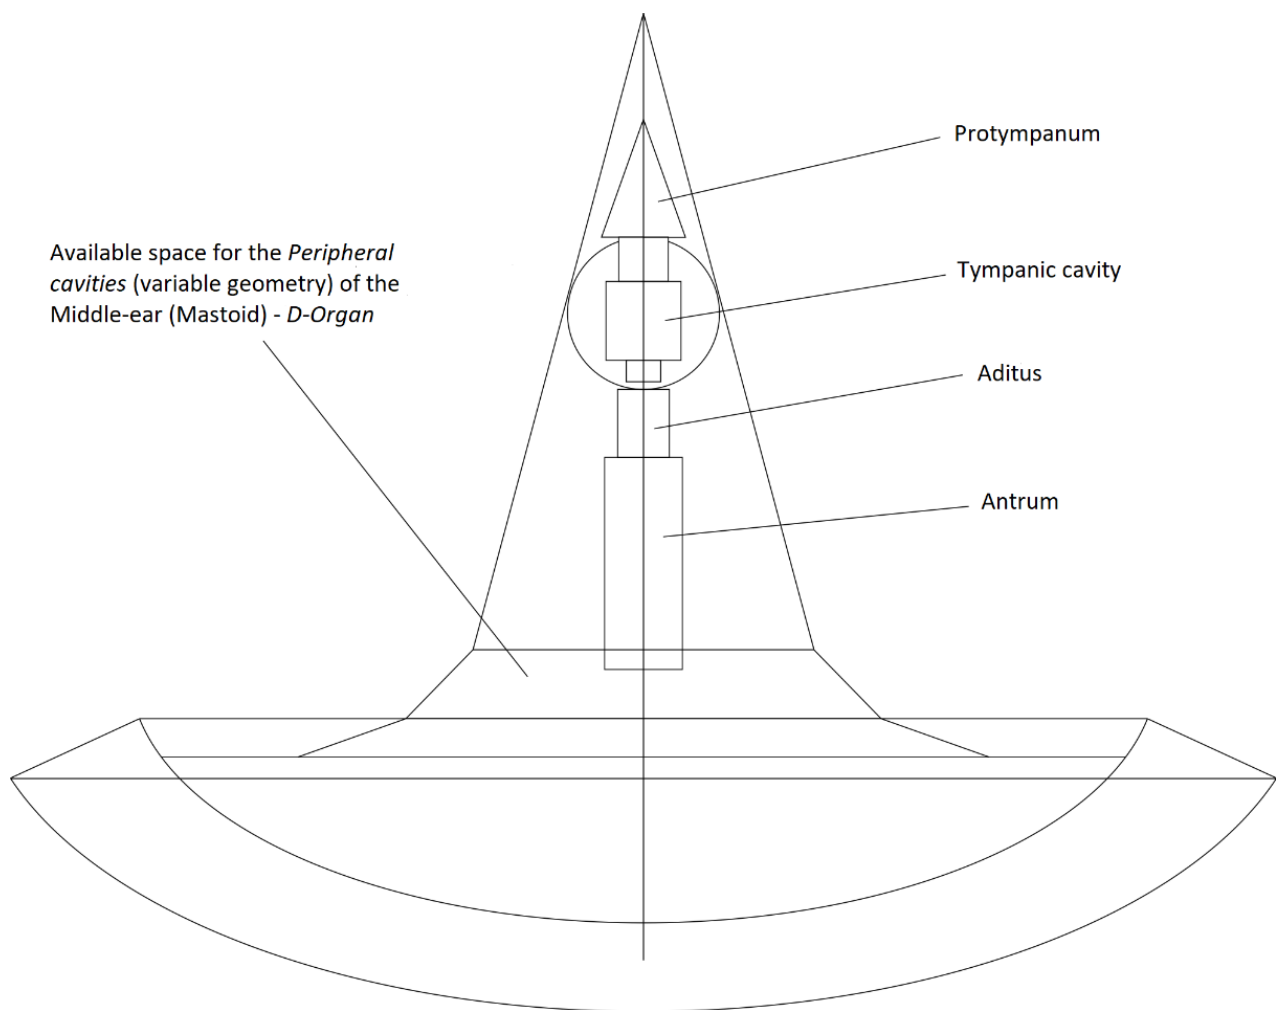 Protympanum
Available space for the Peripheral
cavities (variable geometry) of the
Middle-ear (Mastoid) - D-Organ
Tympanic cavity
Aditus
Antrum